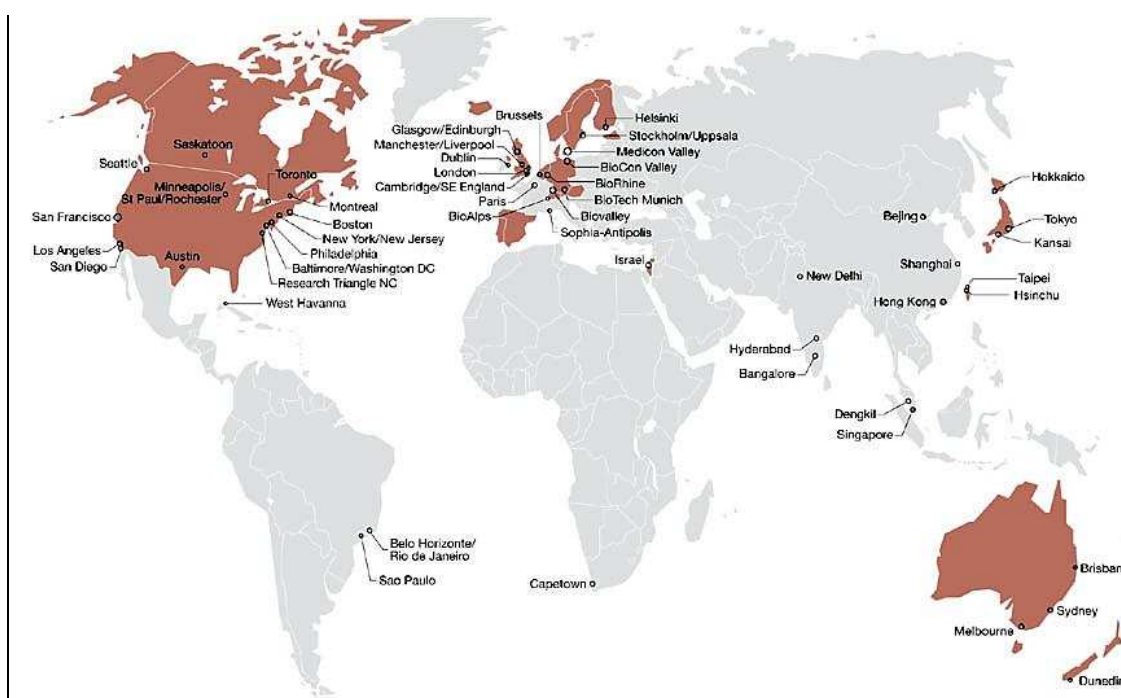 Saskatoon
Seattle
Minneapolis/
St Paul/Rochester
Toronto
Montreal
San Francisco
Boston
New York/New Jersey
Los Angeles
Philadelphia
San Diego
Austin
Baltimore/Washington DC
Research Triangle NC
West Havanna
Brussels
Helsinki
Glasgow/Edinburgh
Stockholm/Uppsala
Manchester/Liverpool
Medicon Valley
Dublin
BioCon Valley
London
BioRhine
Cambridge/SE England
Paris
BioTech Munich
BioAlps
Biovalley
Sophia-Antipolis
Israel
Hokkaido
Beijng
Tokyo
Kansai
Shanghai
New Delhi
Taipei
Hsinchu
Hong Kong
Hyderabad
Bangalore
Dengkil
Singapore
Belo Horizonte/
Rio de Janeiro
Sao Paulo
Capetown
Brisban
Sydney
Melbourne
Dunedi